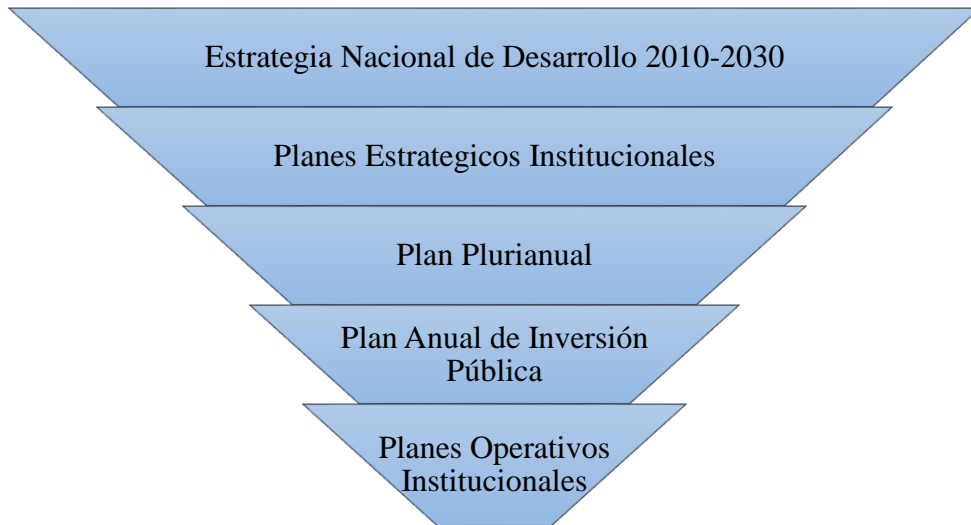 Estrategia Nacional de Desarrollo 2010-2030
Planes Estrategicos Institucionales
Plan Plurianual
Plan Anual de Inversión
Pública
Planes Operativos
Institucionales